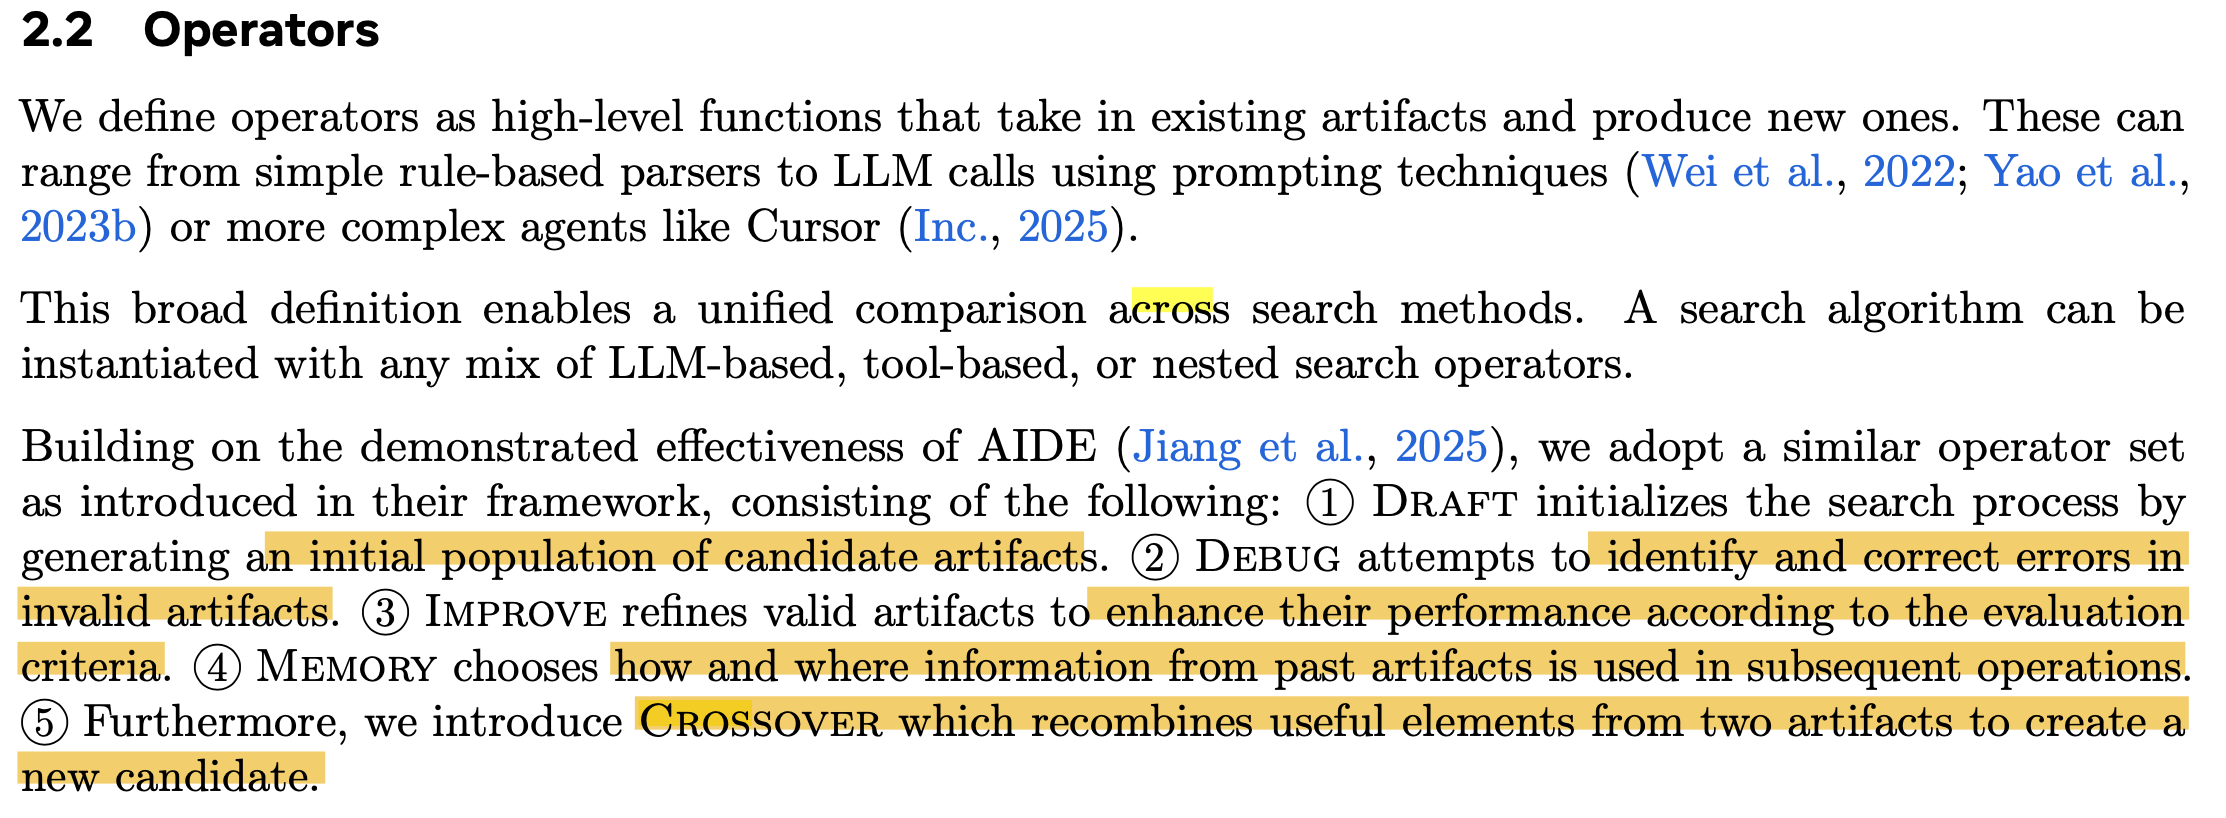 2.2 Operators
We define operators as high-level functions that take in existing artifacts and produce new ones. These can
range from simple rule-based parsers to LLM calls using prompting techniques (Wei et al., 2022; Yao et al.,
2023b) or more complex agents like Cursor (Inc., 2025).
This broad definition enables a unified comparison across search methods. A search algorithm can be
instantiated with any mix of LLM-based, tool-based, or nested search operators.
Building on the demonstrated effectiveness of AIDE (Jiang et al., 2025), we adopt a similar operator set
as introduced in their framework, consisting of the following: ① DRAFT initializes the search process by
generating an initial population of candidate artifacts. ② DEBUG attempts to identify and correct errors in
invalid artifacts. ③ IMPROVE refines valid artifacts to enhance their performance according to the evaluation
criteria. ④ MEMORY chooses how and where information from past artifacts is used in subsequent operations.
⑤ Furthermore, we introduce CROSSOVER which recombines useful elements from two artifacts to create a
new candidate.